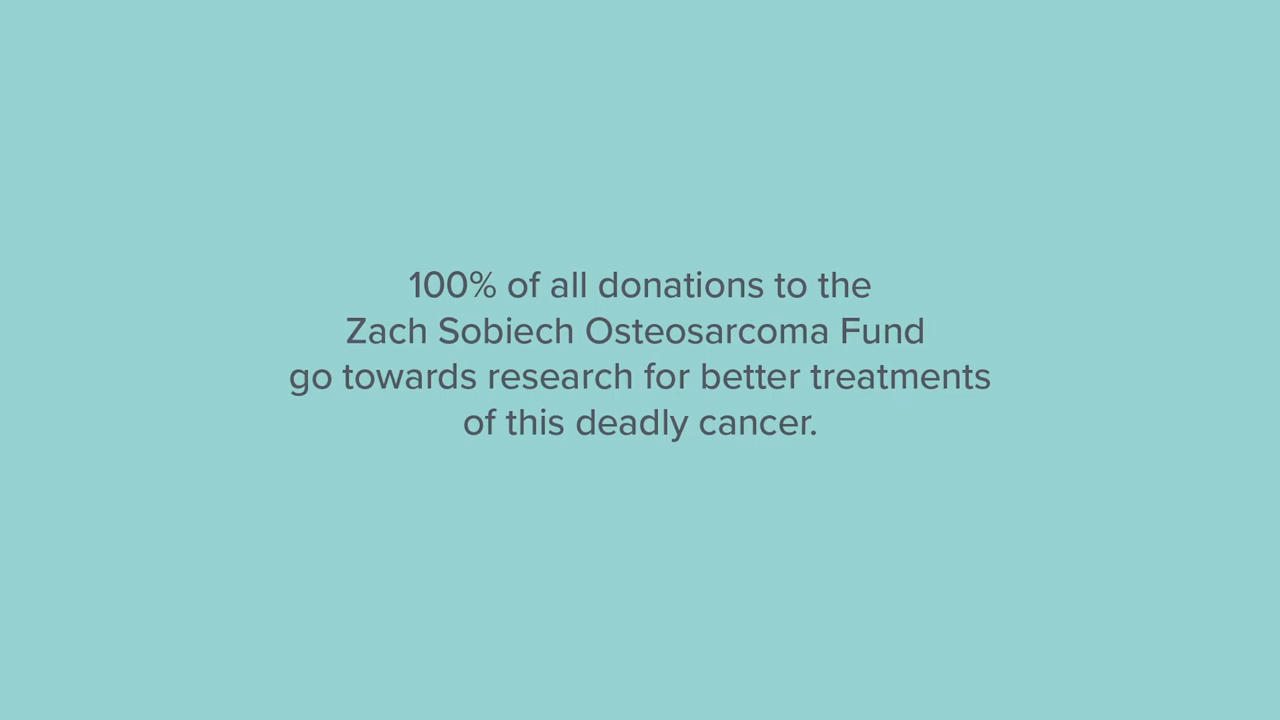 100% of all donations to the
Zach Sobiech Osteosarcoma Fund
go towards research for better treatments
of this deadly cancer.